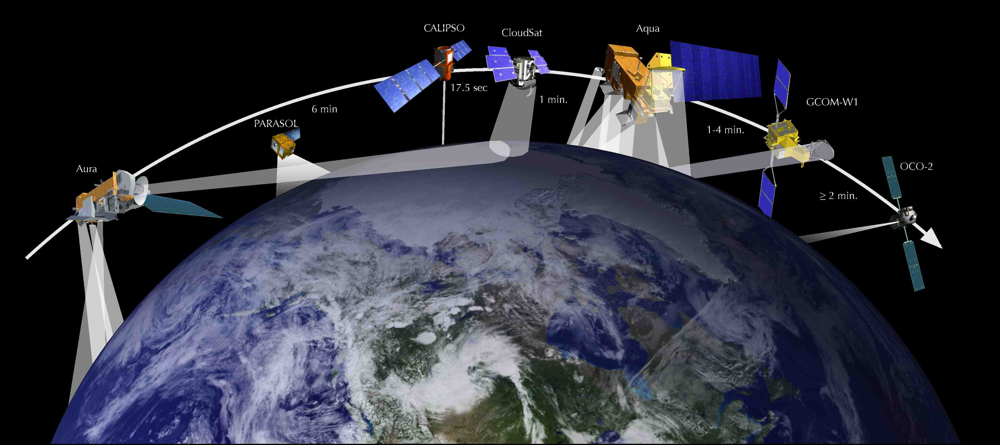 CALIPSO
CloudSat
Aqua
17.5 sec
1 min.
GCOM-W1
6 min
PARASOL
1-4 min.
Aura
OCO-2
≥ 2 min.